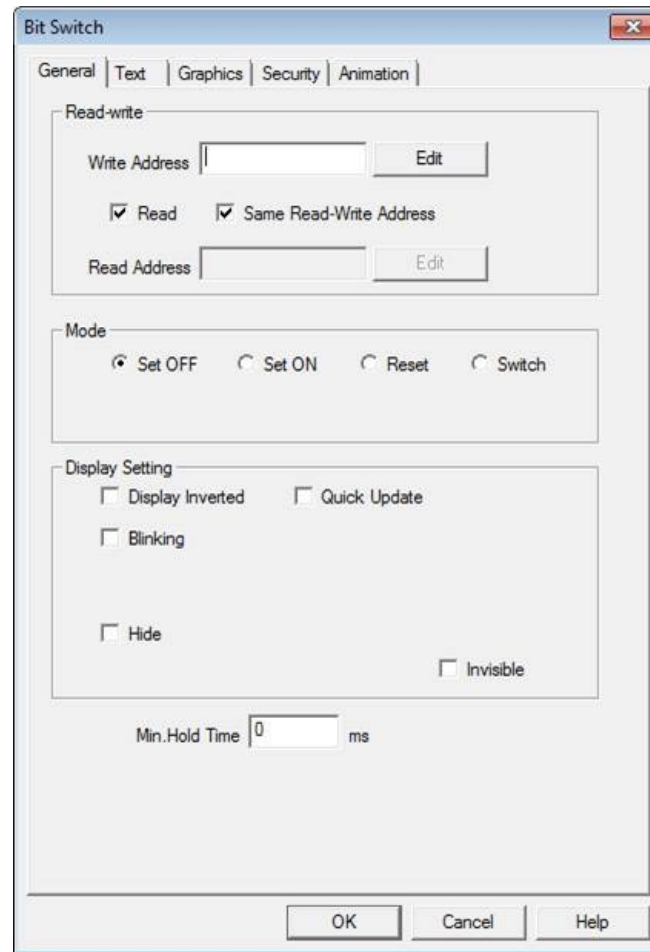 Bit Switch
General Text Graphics Security Animation
Read-write
Write Address Edit
Read Same Read-Write Address
Read Address Edit
Mode
Set OFF Set ON Reset Switch
Display Setting
Display Inverted Quick Update
Blinking
Hide
Invisible
Min.Hold Time 0 ms
OK Cancel Help